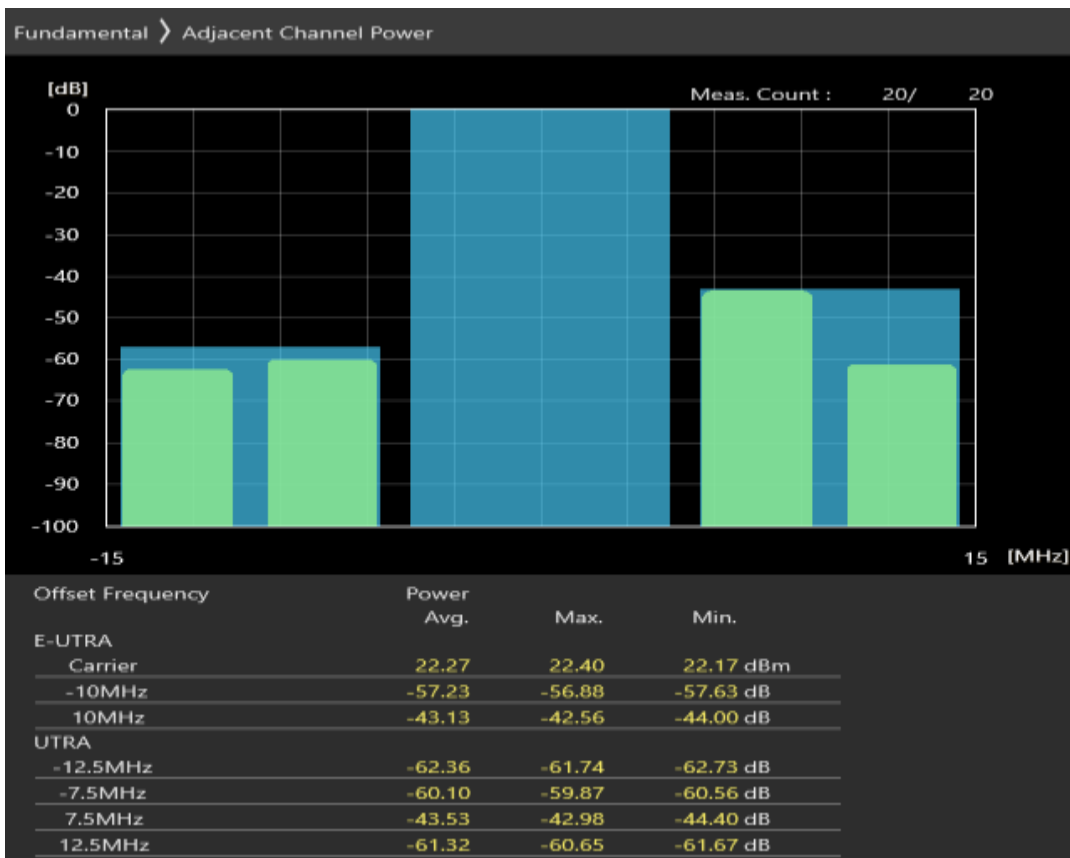 Fundamental 〉 Adjacent Channel Power
[dB]
Meas. Count : 20/ 20
0
-10
-20
-30
-40
-50
-60
-70
-80
-90
-100
-15 15 [MHz]
Offset Frequency Power
Avg. Max. Min.
E-UTRA
Carrier 22.27 22.40 22.17 dBm
-10MHz -57.23 -56.88 -57.63 dB
10MHz -43.13 -42.56 -44.00 dB
UTRA
-12.5MHz -62.36 -61.74 -62.73 dB
-7.5MHz -60.10 -59.87 -60.56 dB
7.5MHz -43.53 -42.98 -44.40 dB
12.5MHz -61.32 -60.65 -61.67 dB